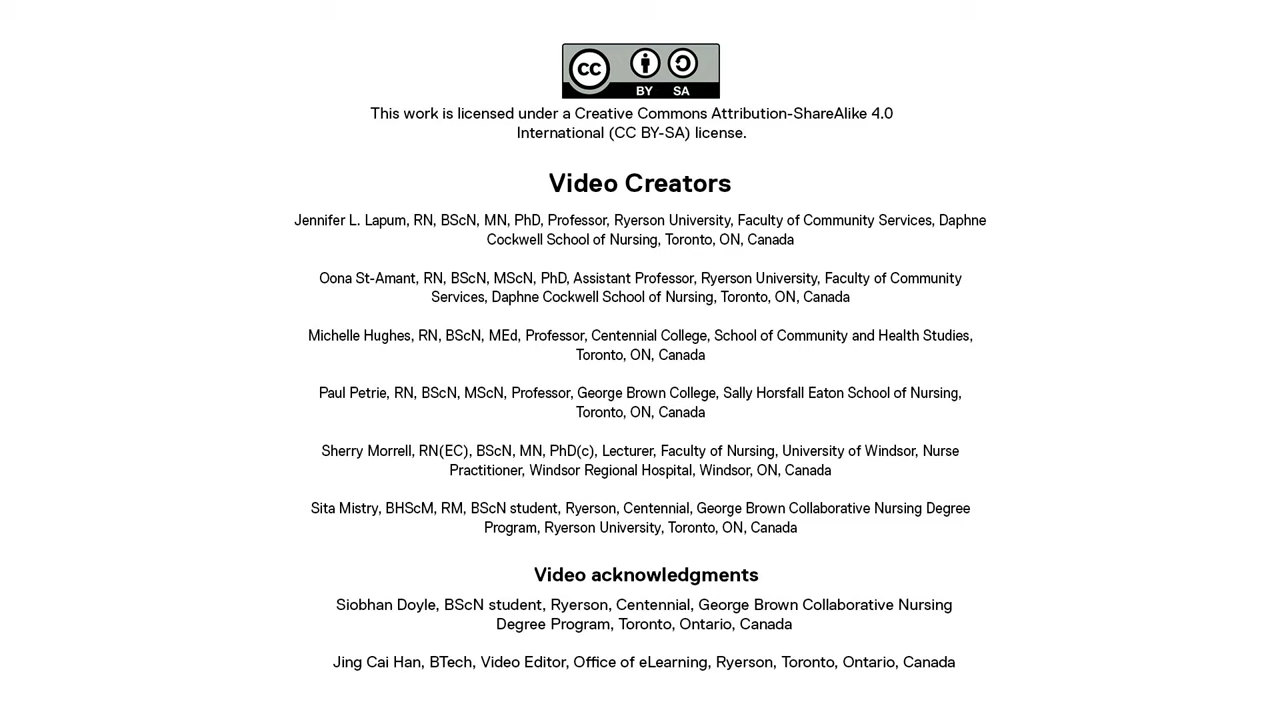 cc
BY SA
This work is licensed under a Creative Commons Attribution-ShareAlike 4.0
International (CC BY-SA) license.
Video Creators
Jennifer L. Lapum, RN, BScN, MN, PhD, Professor, Ryerson University, Faculty of Community Services, Daphne
Cockwell School of Nursing, Toronto, ON, Canada
Oona St-Amant, RN, BScN, MScN, PhD, Assistant Professor, Ryerson University, Faculty of Community
Services, Daphne Cockwell School of Nursing, Toronto, ON, Canada
Michelle Hughes, RN, BScN, MEd, Professor, Centennial College, School of Community and Health Studies,
Toronto, ON, Canada
Paul Petrie, RN, BScN, MScN, Professor, George Brown College, Sally Horsfall Eaton School of Nursing,
Toronto, ON, Canada
Sherry Morrell, RN(EC), BScN, MN, PhD(c), Lecturer, Faculty of Nursing, University of Windsor, Nurse
Practitioner, Windsor Regional Hospital, Windsor, ON, Canada
Sita Mistry, BHScM, RM, BScN student, Ryerson, Centennial, George Brown Collaborative Nursing Degree
Program, Ryerson University, Toronto, ON, Canada
Video acknowledgments
Siobhan Doyle, BScN student, Ryerson, Centennial, George Brown Collaborative Nursing
Degree Program, Toronto, Ontario, Canada
Jing Cai Han, BTech, Video Editor, Office of eLearning, Ryerson, Toronto, Ontario, Canada